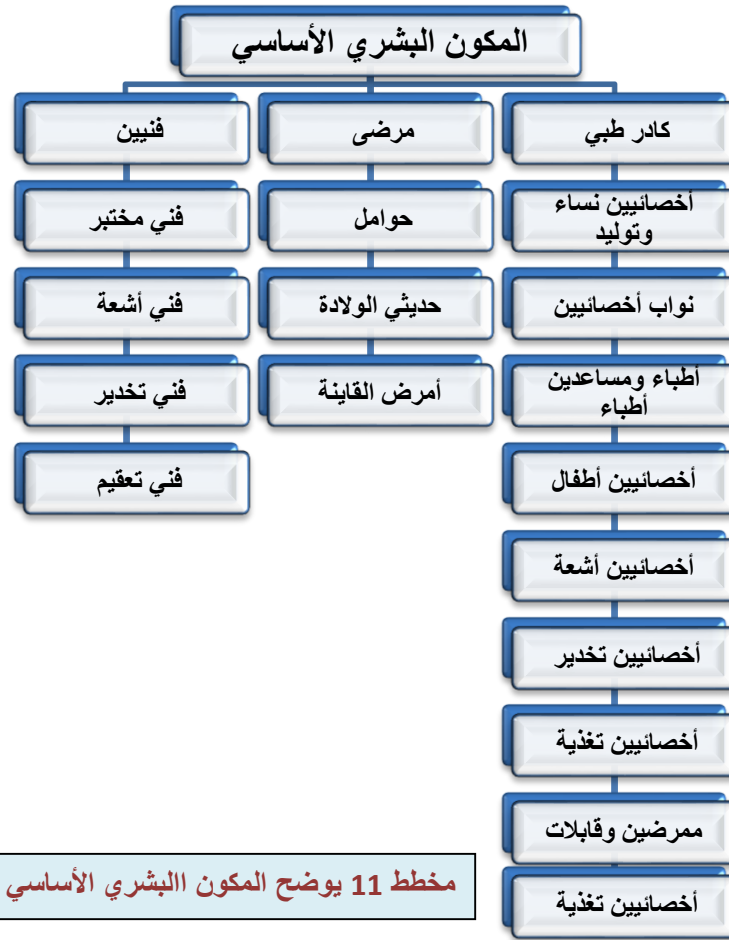 المكون البشري الأساسي
كادر طبي
أخصائيين نساء
وتوليد
نواب أخصائيين
أطباء ومساعدين
أطباء
أخصائيين أطفال
أخصائيين أشعة
أخصائيين تخدير
أخصائيين تغذية
ممرضين وقابلات
أخصائيين تغذية
مرضى
حوامل
حديثي الولادة
أمرض القاينة
فنيين
فني مختبر
فني أشعة
فني تخدير
فني تعقيم
مخطط 11 يوضح المكون االبشري الأساسي